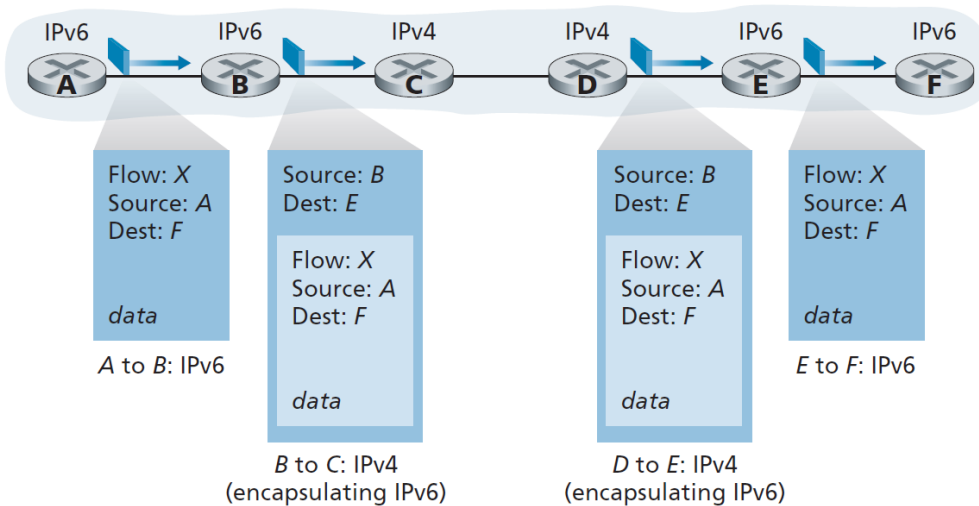 IPv6 IPv6 IPv4 IPv4 IPv6 IPv6
A B C D E F
Flow: X
Source: A
Dest: F
data
A to B: IPv6
Source: B
Dest: E
Flow: X
Source: A
Dest: F
data
B to C: IPv4
(encapsulating IPv6)
Source: B
Dest: E
Flow: X
Source: A
Dest: F
data
D to E: IPv4
(encapsulating IPv6)
Flow: X
Source: A
Dest: F
data
E to F: IPv6